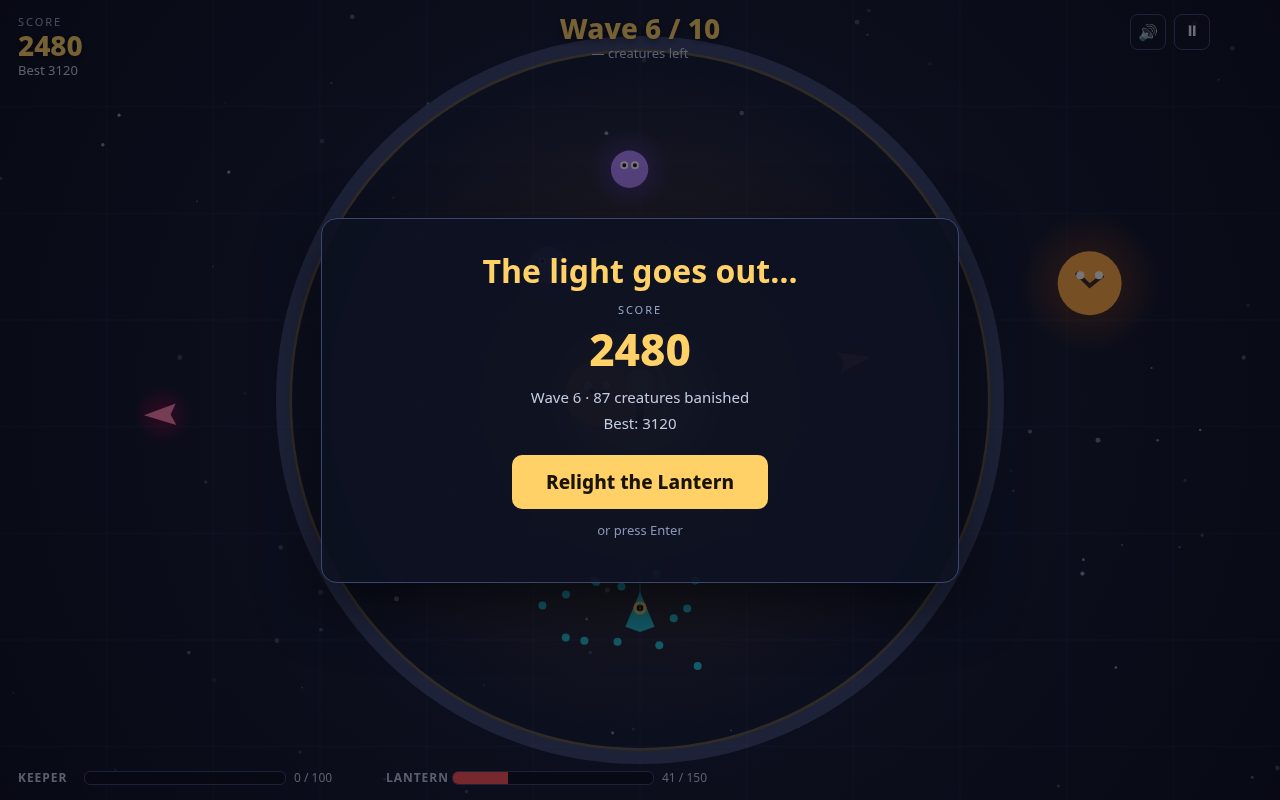 SCORE
2480
Best 3120
Wave 6 / 10
— creatures left
The light goes out...
SCORE
2480
Wave 6 · 87 creatures banished
Best: 3120
Relight the Lantern
or press Enter
KEEPER 0 / 100
LANTERN 41 / 150